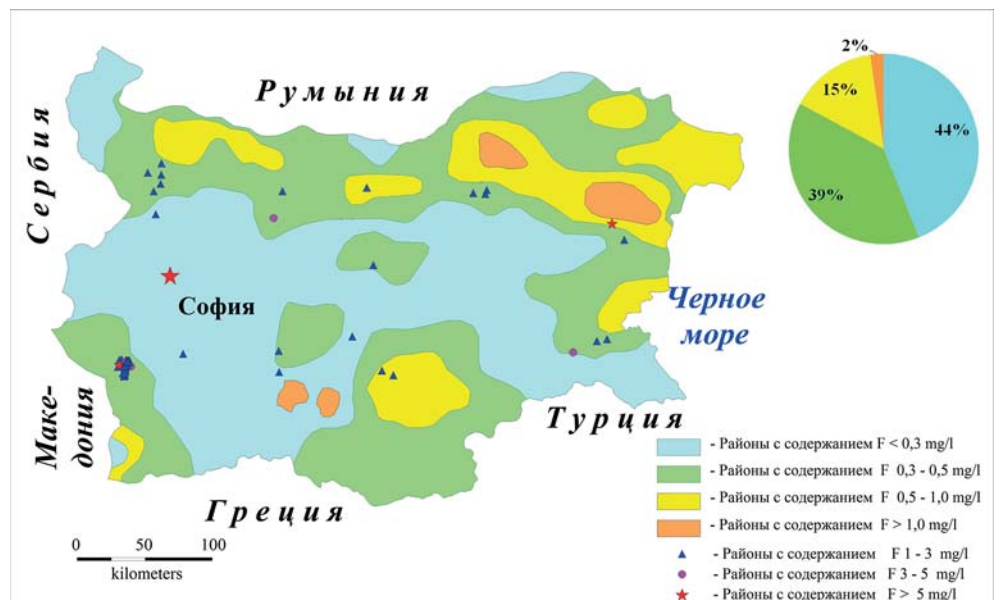 Румыния
Сербия
София
Черное
море
Маке-
дония
Турция
Греция
2%
15%
44%
39%
- Районы с содержанием F < 0,3 mg/l
- Районы с содержанием F 0,3 - 0,5 mg/l
- Районы с содержанием F 0,5 - 1,0 mg/l
- Районы с содержанием F > 1,0 mg/l
- Районы с содержанием F 1 - 3 mg/l
- Районы с содержанием F 3 - 5 mg/l
- Районы с содержанием F > 5 mg/l
0 50 100
kilometers